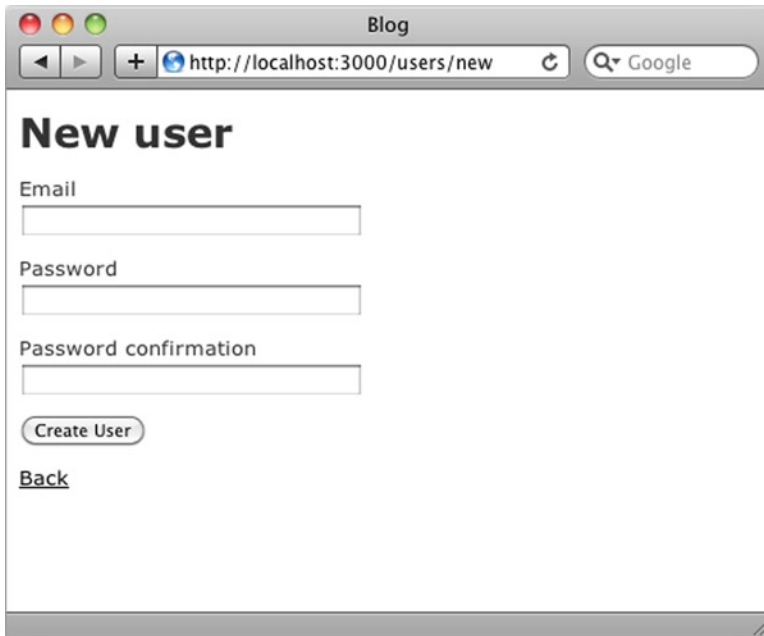 Blog
http://localhost:3000/users/new
Google
New user
Email
Password
Password confirmation
Create User
Back